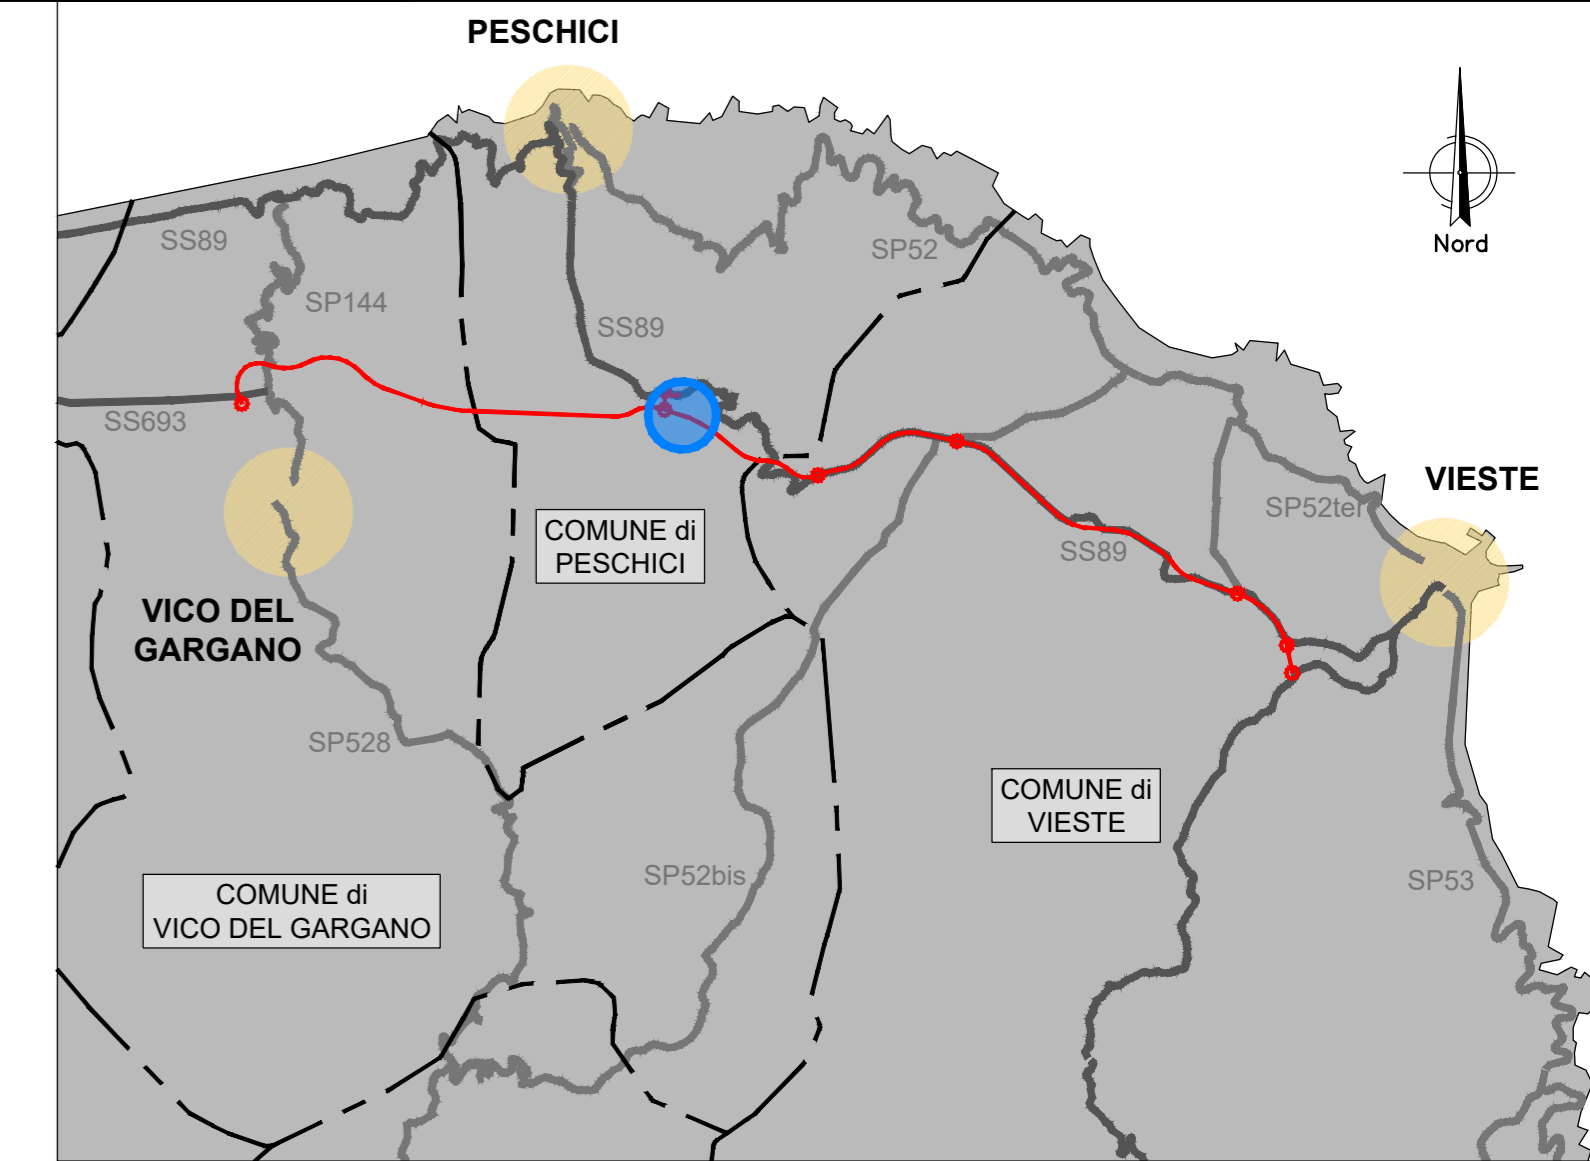 PESCHICI
Nord
SS89
SP52
SP144
SS89
SS693
VIESTE
SP52ter
COMUNE di
PESCHICI
SS89
VICO DEL
GARGANO
SP528
COMUNE di
VIESTE
SP52bis
SP53
COMUNE di
VICO DEL GARGANO